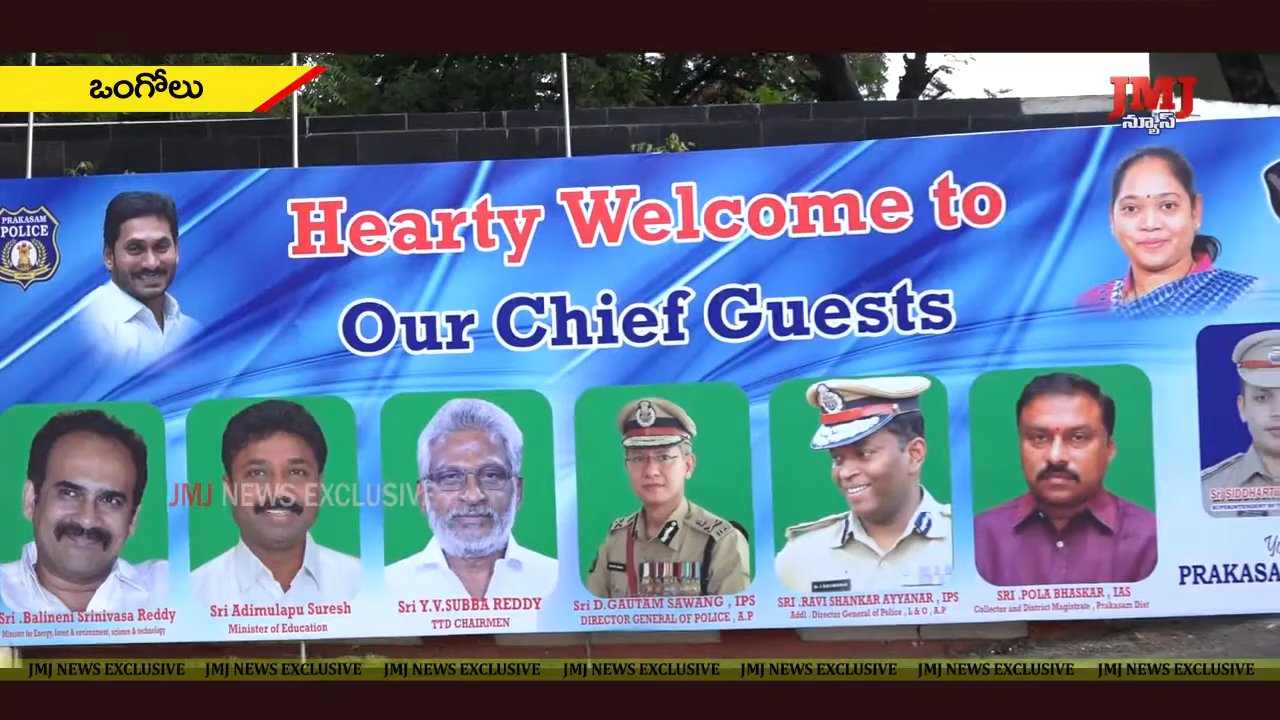 ఒంగోలు
JMJ
న్యూస్
PRAKASAM
POLICE
Hearty Welcome to
Our Chief Guests
JMJ NEWS EXCLUSIVE
Sri .Balineni Srinivasa Reddy
Minister for Energy, forest & environment, science & technology
Sri Adimulapu Suresh
Minister of Education
Sri Y.V.SUBBA REDDY
TTD CHAIRMEN
Sri D.GAUTAM SAWANG , IPS
DIRECTOR GENERAL OF POLICE , A.P
SRI .RAVI SHANKAR AYYANAR , IPS
Addl . Director General of Police , L & O , A.P
SRI .POLA BHASKAR , IAS
Collector and District Magistrate , Prakasam Dist
Sri SIDDHARTE
SUPERINTENDENT OF
PRAKASA
JMJ NEWS EXCLUSIVE JMJ NEWS EXCLUSIVE JMJ NEWS EXCLUSIVE JMJ NEWS EXCLUSIVE JMJ NEWS EXCLUSIVE JMJ NEWS EXCLUSIVE JMJ NEWS EXCLUSIVE